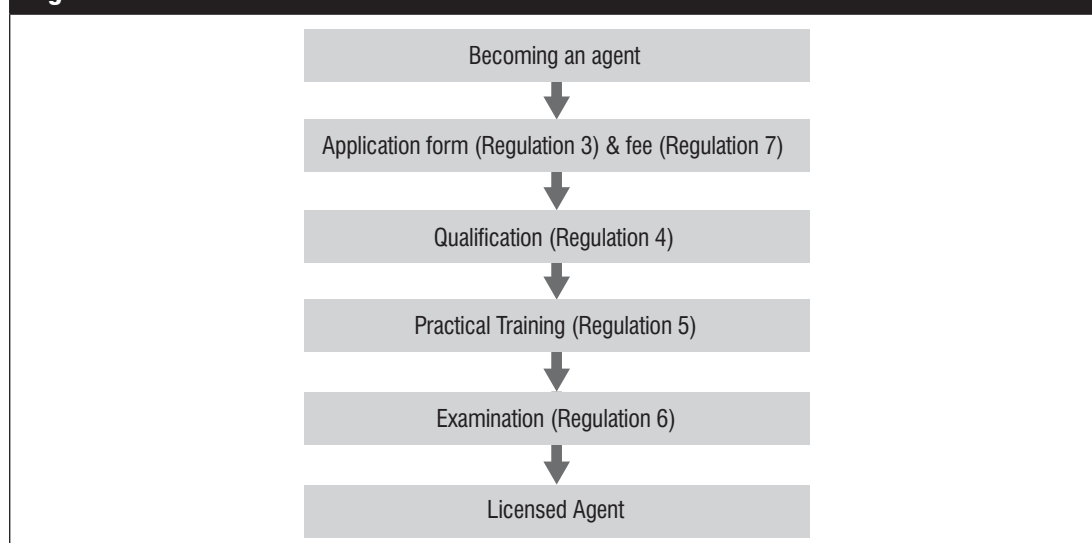 Becoming an agent
Application form (Regulation 3) & fee (Regulation 7)
Qualification (Regulation 4)
Practical Training (Regulation 5)
Examination (Regulation 6)
Licensed Agent